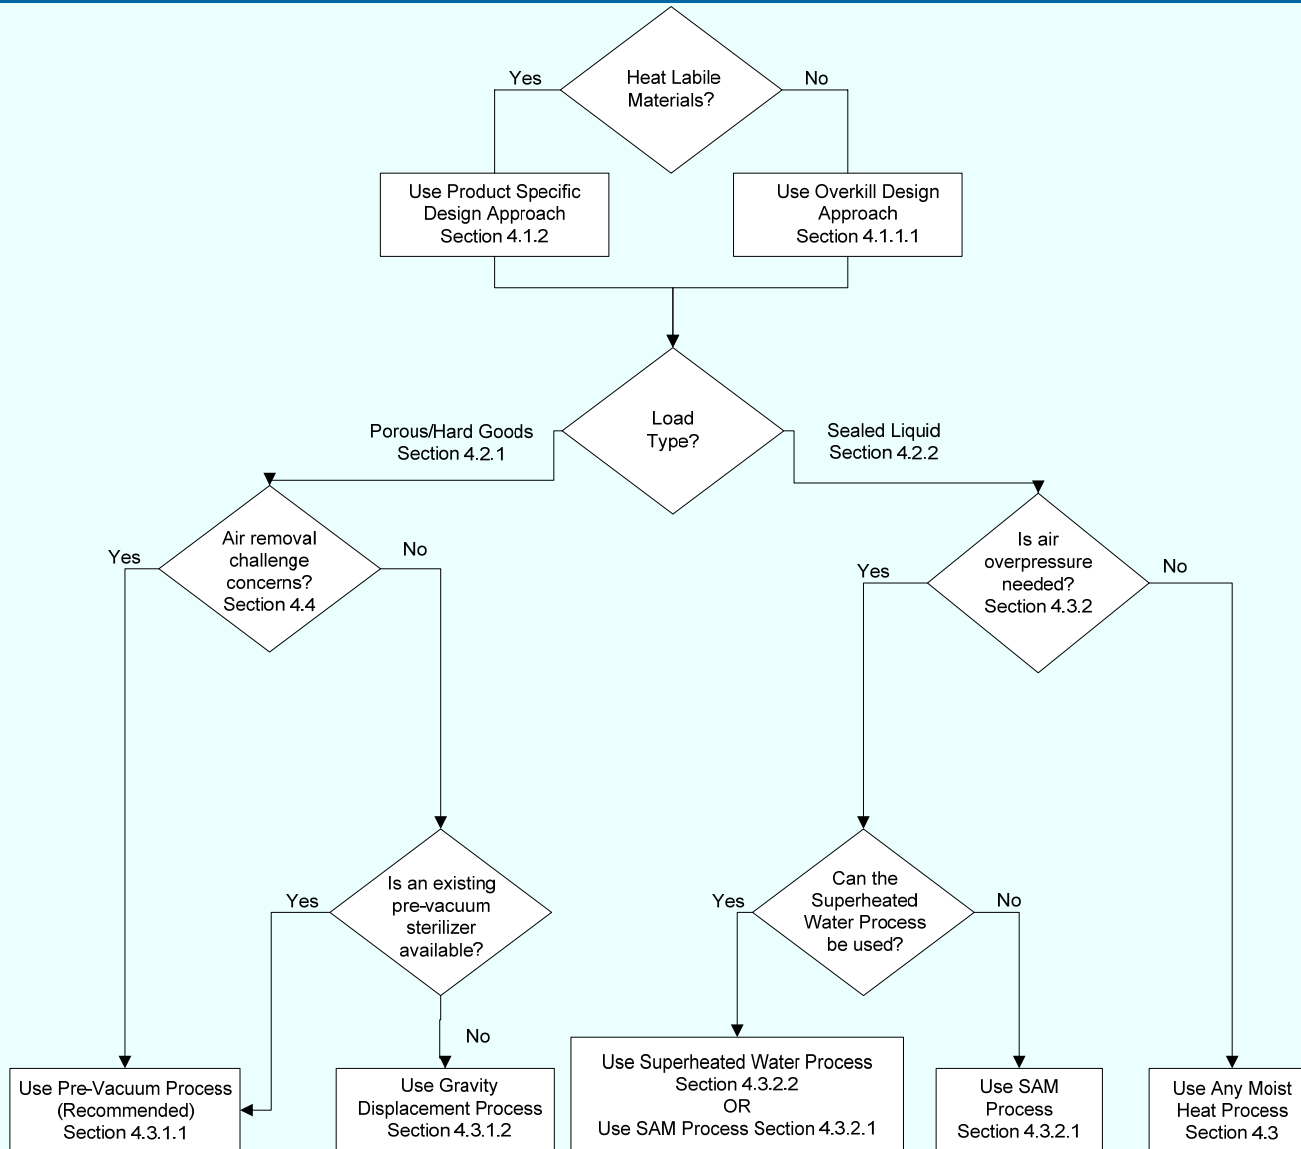 Heat Labile
Materials?
Yes
No
Use Product Specific
Design Approach
Section 4.1.2
Use Overkill Design
Approach
Section 4.1.1.1
Load
Type?
Porous/Hard Goods
Section 4.2.1
Sealed Liquid
Section 4.2.2
Air removal
challenge
concerns?
Section 4.4
Yes
No
Is air
overpressure
needed?
Section 4.3.2
Yes
No
Is an existing
pre-vacuum
sterilizer
available?
Yes
No
Can the
Superheated
Water Process
be used?
Yes
No
Use Pre-Vacuum Process
(Recommended)
Section 4.3.1.1
Use Gravity
Displacement Process
Section 4.3.1.2
Use Superheated Water Process
Section 4.3.2.2
OR
Use SAM Process Section 4.3.2.1
Use SAM
Process
Section 4.3.2.1
Use Any Moist
Heat Process
Section 4.3